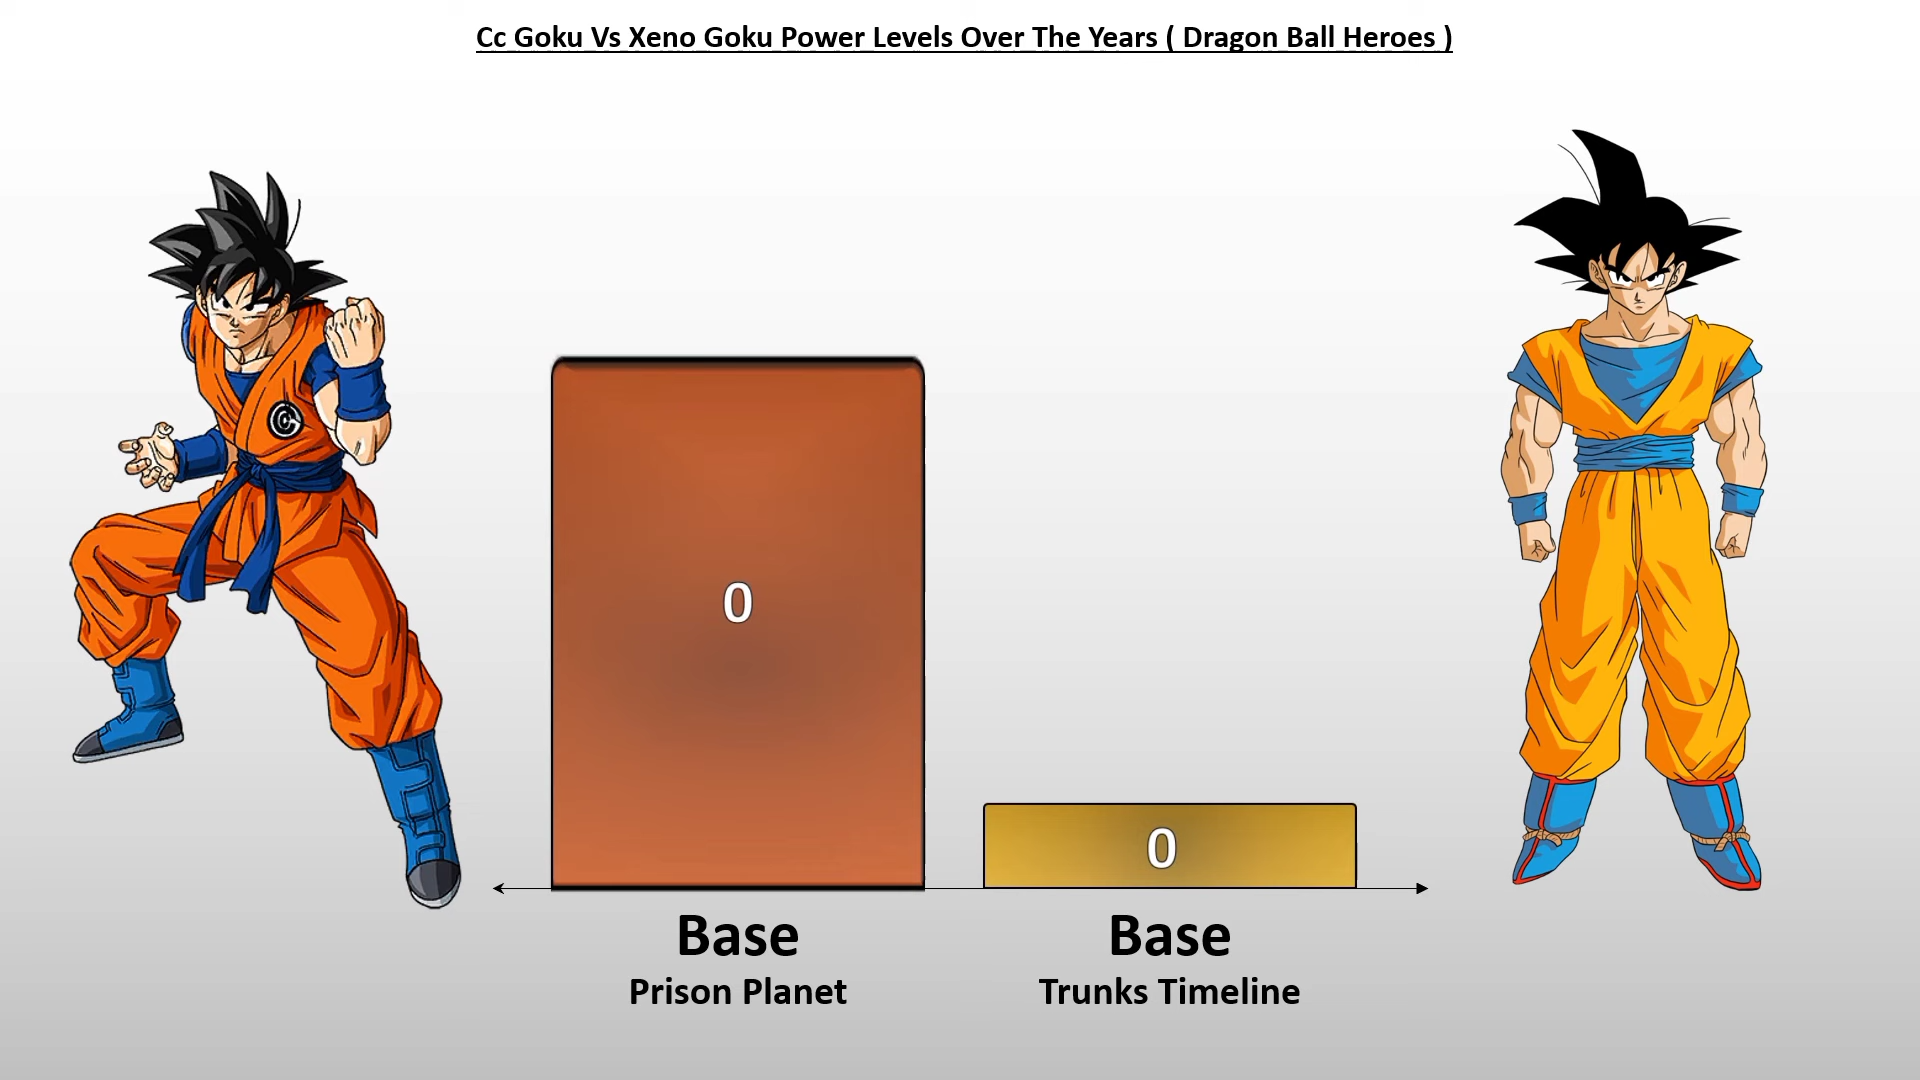 Cc Goku Vs Xeno Goku Power Levels Over The Years ( Dragon Ball Heroes )
0
0
Base
Base
Prison Planet
Trunks Timeline